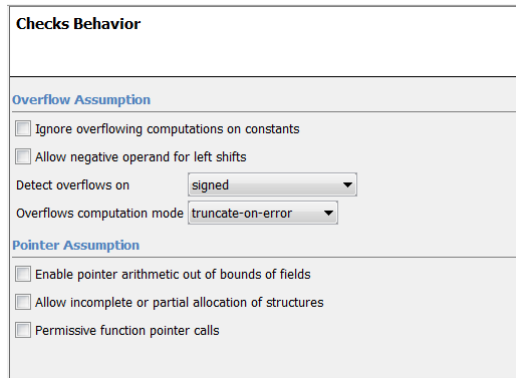 Checks Behavior
Overflow Assumption
Ignore overflowing computations on constants
Allow negative operand for left shifts
Detect overflows on signed
Overflows computation mode truncate-on-error
Pointer Assumption
Enable pointer arithmetic out of bounds of fields
Allow incomplete or partial allocation of structures
Permissive function pointer calls